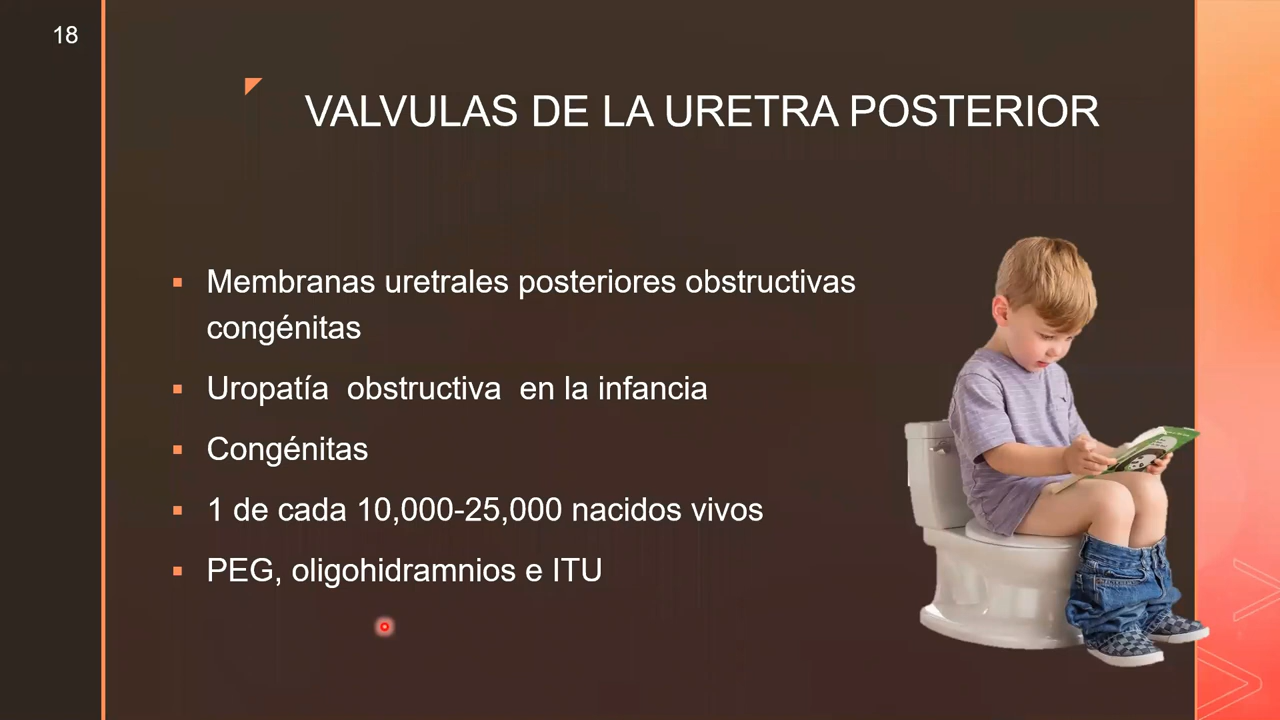 18
VALVULAS DE LA URETRA POSTERIOR
Membranas uretrales posteriores obstructivas
congénitas
Uropatía obstructiva en la infancia
Congénitas
1 de cada 10,000-25,000 nacidos vivos
PEG, oligohidramnios e ITU